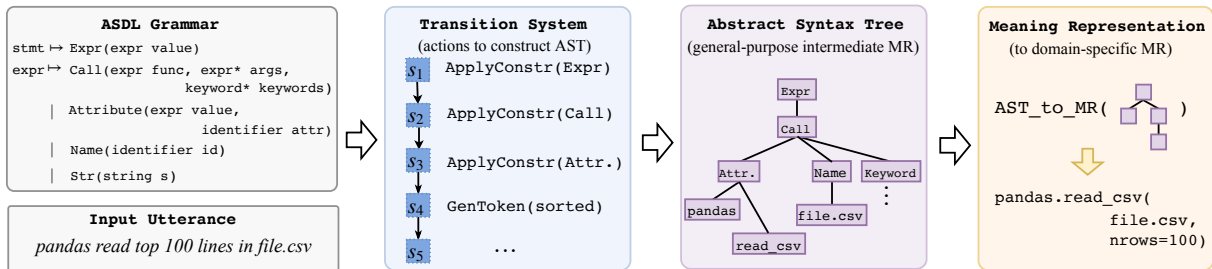 ASDL Grammar
stmt ↦ Expr(expr value)
expr ↦ Call(expr func, expr* args,
keyword* keywords)
| Attribute(expr value,
identifier attr)
| Name(identifier id)
| Str(string s)
Input Utterance
pandas read top 100 lines in file.csv
Transition System
(actions to construct AST)
s1 ApplyConstr(Expr)
s2 ApplyConstr(Call)
s3 ApplyConstr(Attr.)
s4 GenToken(sorted)
s5 ...
Abstract Syntax Tree
(general-purpose intermediate MR)
Expr
Call
Attr. Name Keyword
pandas file.csv ⋮
read_csv
Meaning Representation
(to domain-specific MR)
AST_to_MR( )
pandas.read_csv(
file.csv,
nrows=100)